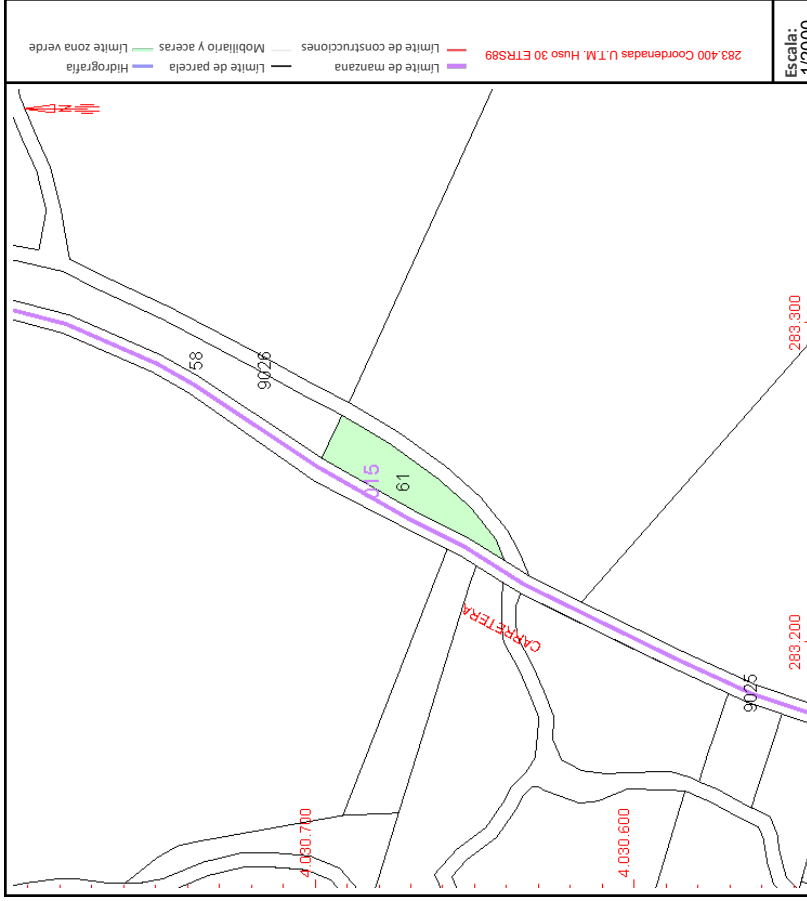 Límite de manzana
Límite de construcciones
Límite de parcela
Mobiliario y aceras
Hidrografía
Límite zona verde
283.400 Coordenadas U.T.M. Huso 30 ETRS89
Escala:
1/2000
N
58
9026
015
61
283,300
CARRETERA
283,200
9025
4.030.700
4.030.600